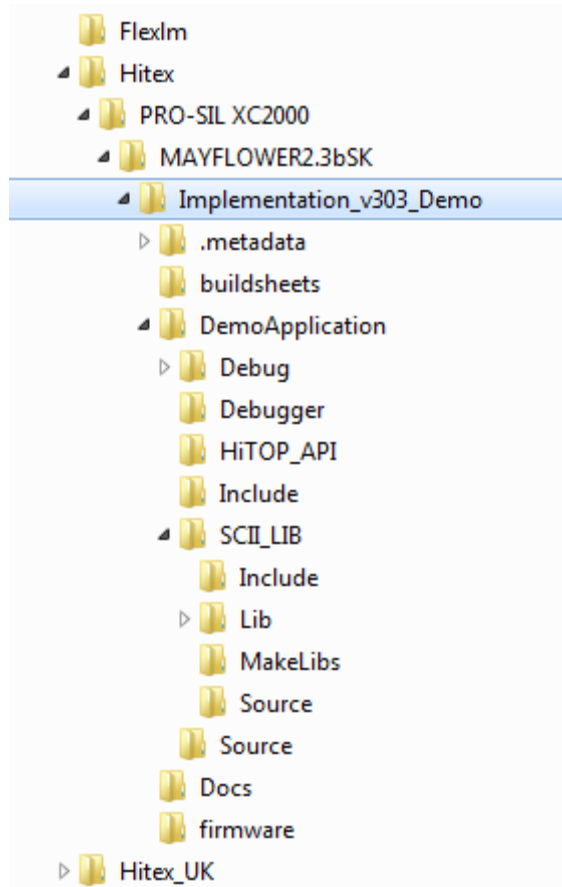 Flexlm
Hitex
PRO-SIL XC2000
MAYFLOWER2.3bSK
Implementation_v303_Demo
.metadata
buildsheets
DemoApplication
Debug
Debugger
HiTOP_API
Include
SCII_LIB
Include
Lib
MakeLibs
Source
Source
Docs
firmware
Hitex_UK